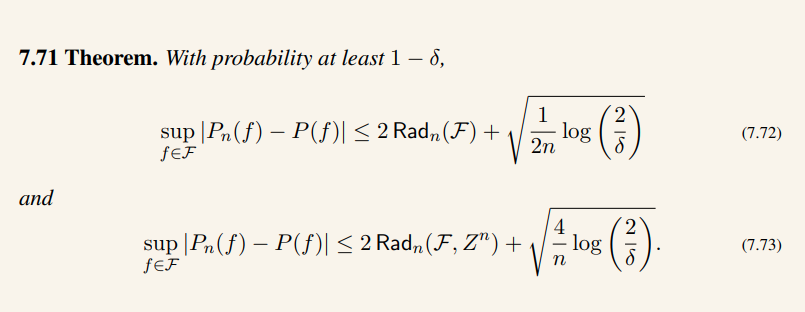 7.71 Theorem. With probability at least 1 − δ,
sup_{f∈ℱ} |P_n(f) − P(f)| ≤ 2 Rad_n(ℱ) + √(1/(2n) log(2/δ)) (7.72)
and
sup_{f∈ℱ} |P_n(f) − P(f)| ≤ 2 Rad_n(ℱ, Z^n) + √(4/n log(2/δ)). (7.73)